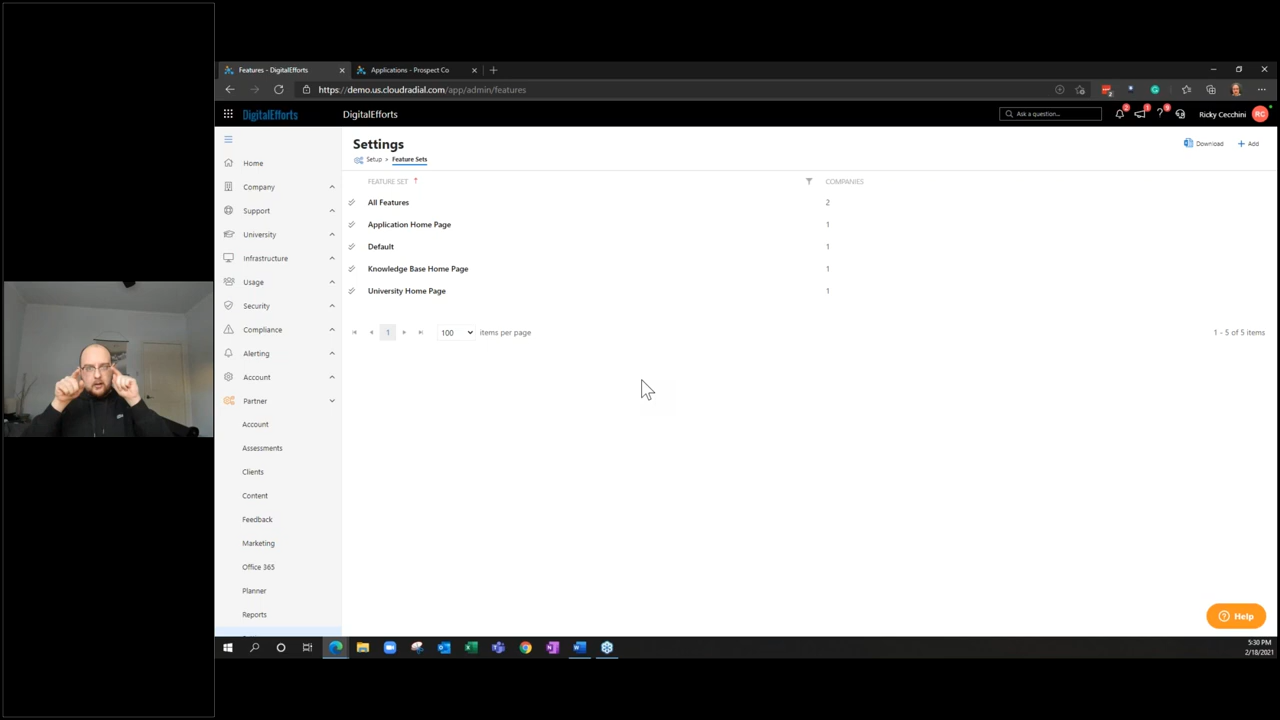 Features - DigitalEfforts
Applications - Prospect Co
https://demo.us.cloudradial.com/app/admin/features
DigitalEfforts
DigitalEfforts
Ask a question...
Ricky Cecchini
RC
Settings
Setup > Feature Sets
Download
Add
FEATURE SET
COMPANIES
All Features
2
Application Home Page
1
Default
1
Knowledge Base Home Page
1
University Home Page
1
1
100
items per page
1 - 5 of 5 items
Home
Company
Support
University
Infrastructure
Usage
Security
Compliance
Alerting
Account
Partner
Account
Assessments
Clients
Content
Feedback
Marketing
Office 365
Planner
Reports
Help
5:30 PM
2/18/2021